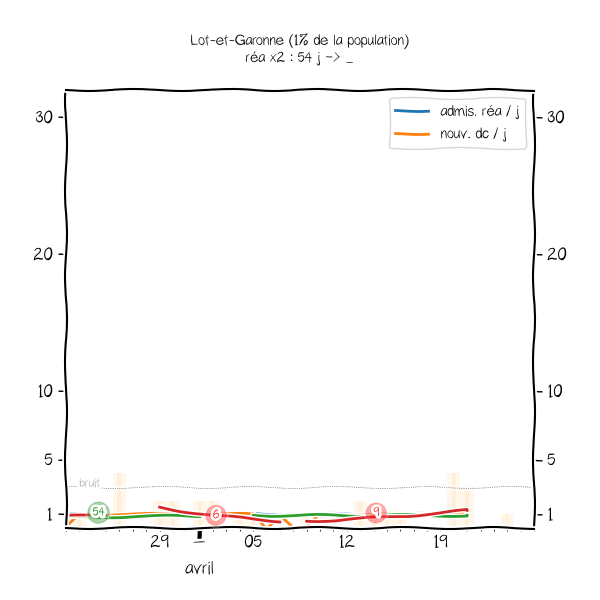 Lot-et-Garonne (1% de la population)
réa x2 : 54 j -> _
admis. réa / j
nouv. dc / j
30 30
20 20
10 10
5 5
bruit
1 54 6 9 1
29 1 05 12 19
avril